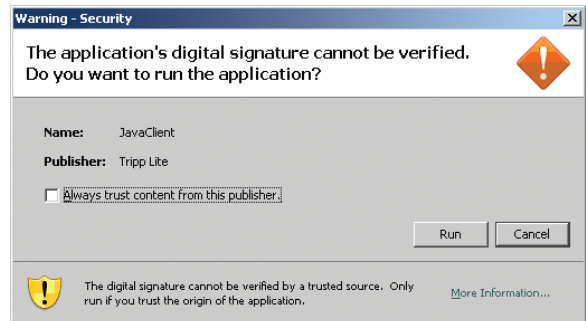 Warning - Security
The application's digital signature cannot be verified.
Do you want to run the application?
Name: JavaClient
Publisher: Tripp Lite
Always trust content from this publisher.
Run Cancel
The digital signature cannot be verified by a trusted source. Only
run if you trust the origin of the application.
More Information...